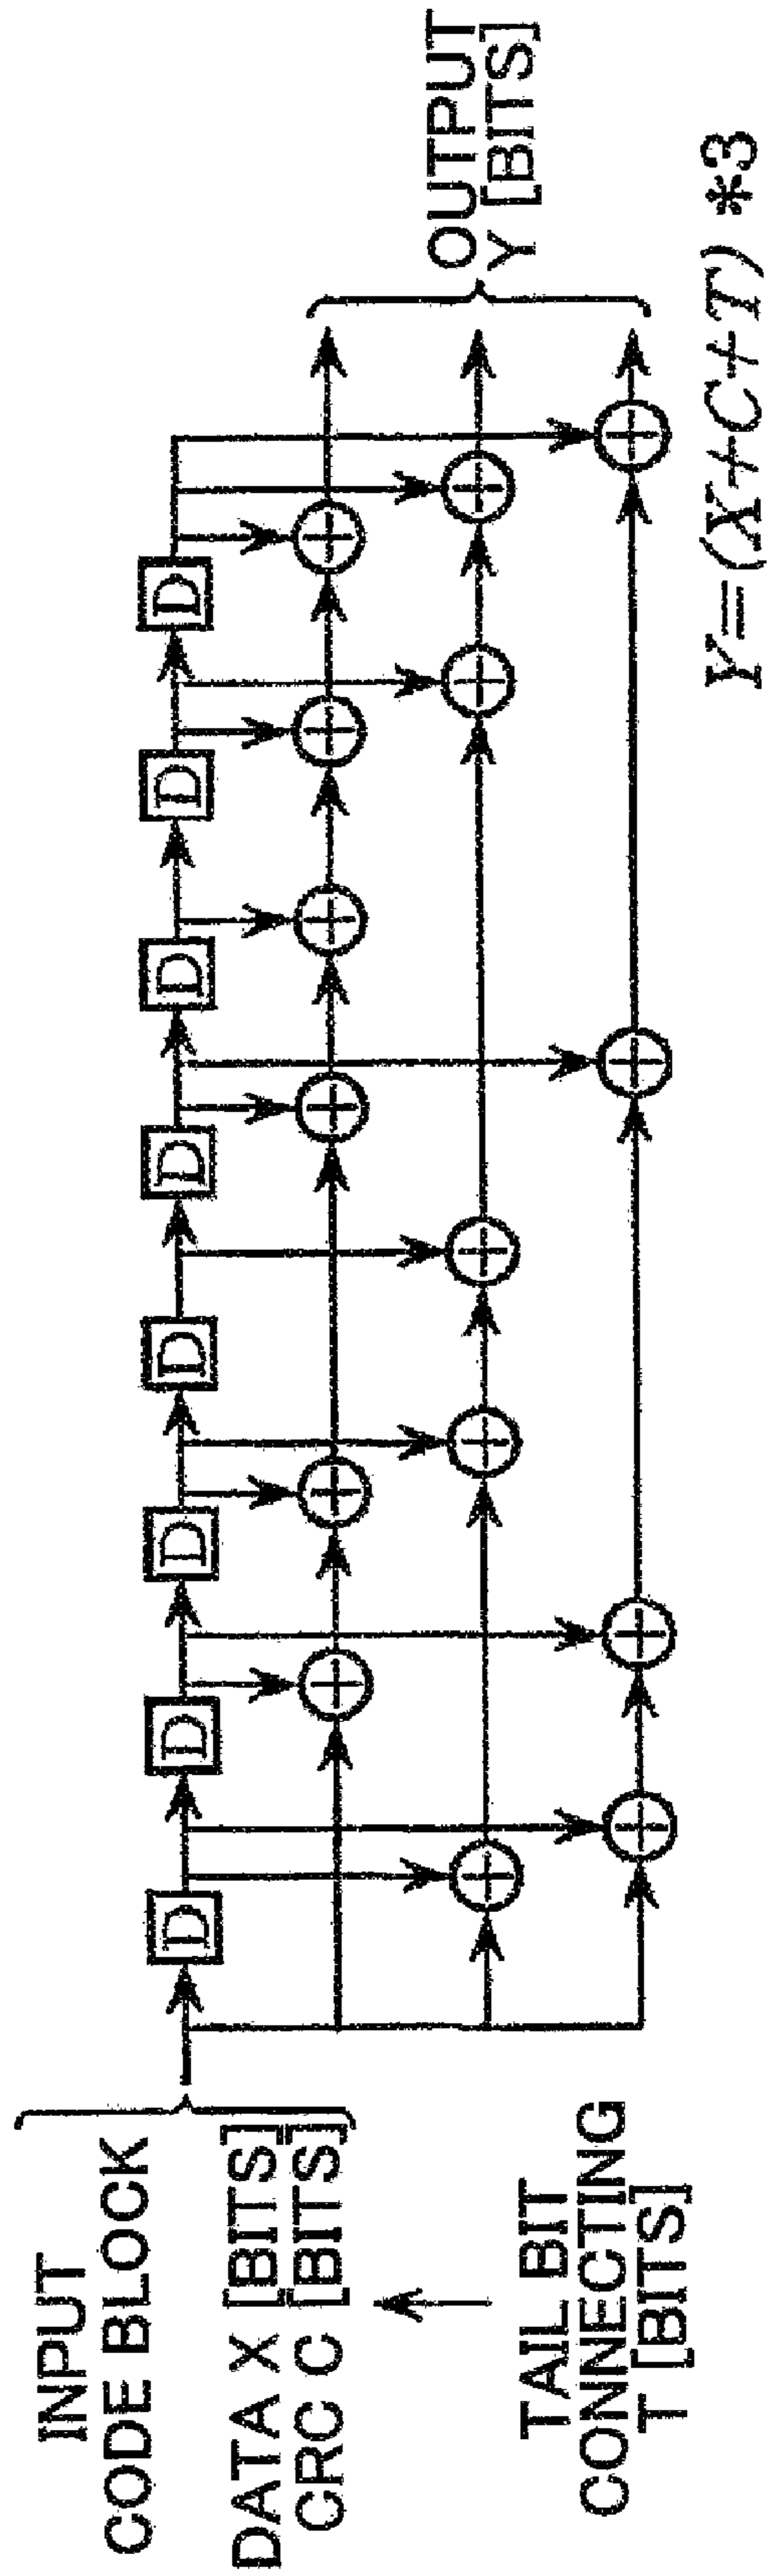 INPUT
CODE BLOCK
DATA X [BITS]
CRC C [BITS]
TAIL BIT
CONNECTING
T [BITS]
D D D D D D D D
OUTPUT
Y [BITS]
Y=(X+C+T) *3